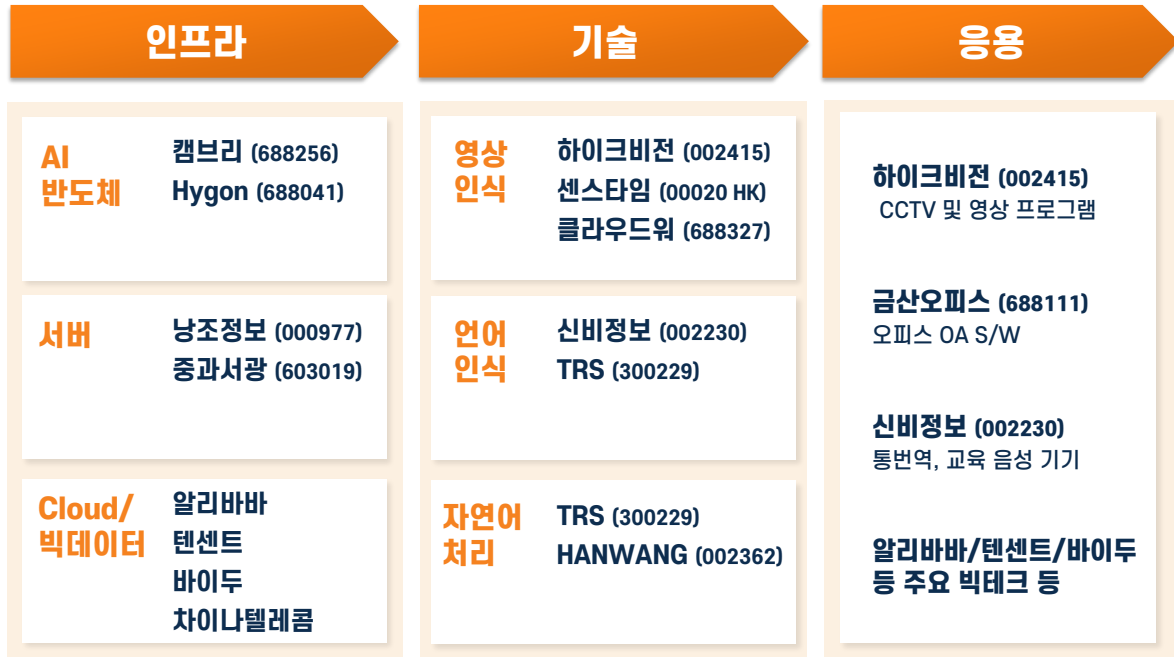 인프라
AI
반도체
캠브리 (688256)
Hygon (688041)
서버
낭조정보 (000977)
중과서광 (603019)
Cloud/
빅데이터
알리바바
텐센트
바이두
차이나텔레콤
기술
영상
인식
하이크비전 (002415)
센스타임 (00020 HK)
클라우드워 (688327)
언어
인식
신비정보 (002230)
TRS (300229)
자연어
처리
TRS (300229)
HANWANG (002362)
응용
하이크비전 (002415)
CCTV 및 영상 프로그램
금산오피스 (688111)
오피스 OA S/W
신비정보 (002230)
통번역, 교육 음성 기기
알리바바/텐센트/바이두
등 주요 빅테크 등